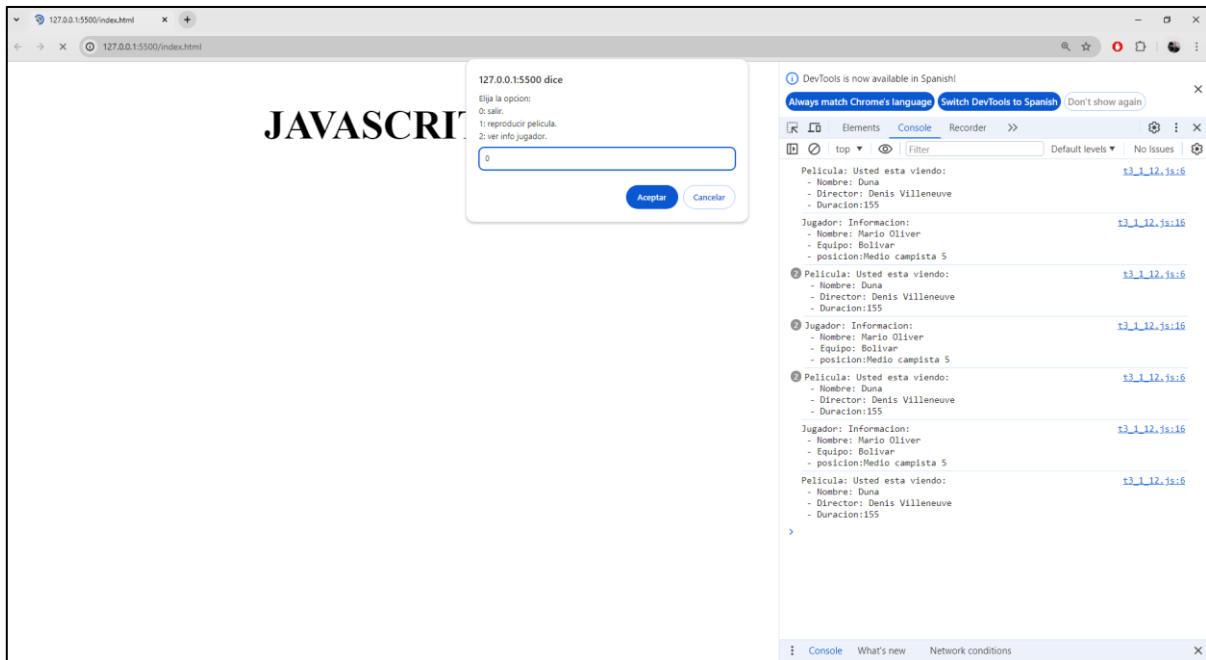 127.0.0.1:5500/index.html
127.0.0.1:5500/index.html
JAVASCRIT
127.0.0.1:5500 dice
Elija la opcion:
0: salir.
1: reproducir pelicula.
2: ver info jugador.
0
Aceptar Cancelar
DevTools is now available in Spanish!
Always match Chrome's language Switch DevTools to Spanish Don't show again
Elements Console Recorder
top Filter Default levels No Issues
Pelicula: Usted esta viendo: t3_1_12.js:6
- Nombre: Duna
- Director: Denis Villeneuve
- Duracion:155
Jugador: Informacion: t3_1_12.js:16
- Nombre: Mario Oliver
- Equipo: Bolivar
- posicion:Medio campista 5
2 Pelicula: Usted esta viendo: t3_1_12.js:6
- Nombre: Duna
- Director: Denis Villeneuve
- Duracion:155
2 Jugador: Informacion: t3_1_12.js:16
- Nombre: Mario Oliver
- Equipo: Bolivar
- posicion:Medio campista 5
2 Pelicula: Usted esta viendo: t3_1_12.js:6
- Nombre: Duna
- Director: Denis Villeneuve
- Duracion:155
Jugador: Informacion: t3_1_12.js:16
- Nombre: Mario Oliver
- Equipo: Bolivar
- posicion:Medio campista 5
Pelicula: Usted esta viendo: t3_1_12.js:6
- Nombre: Duna
- Director: Denis Villeneuve
- Duracion:155
Console What's new Network conditions